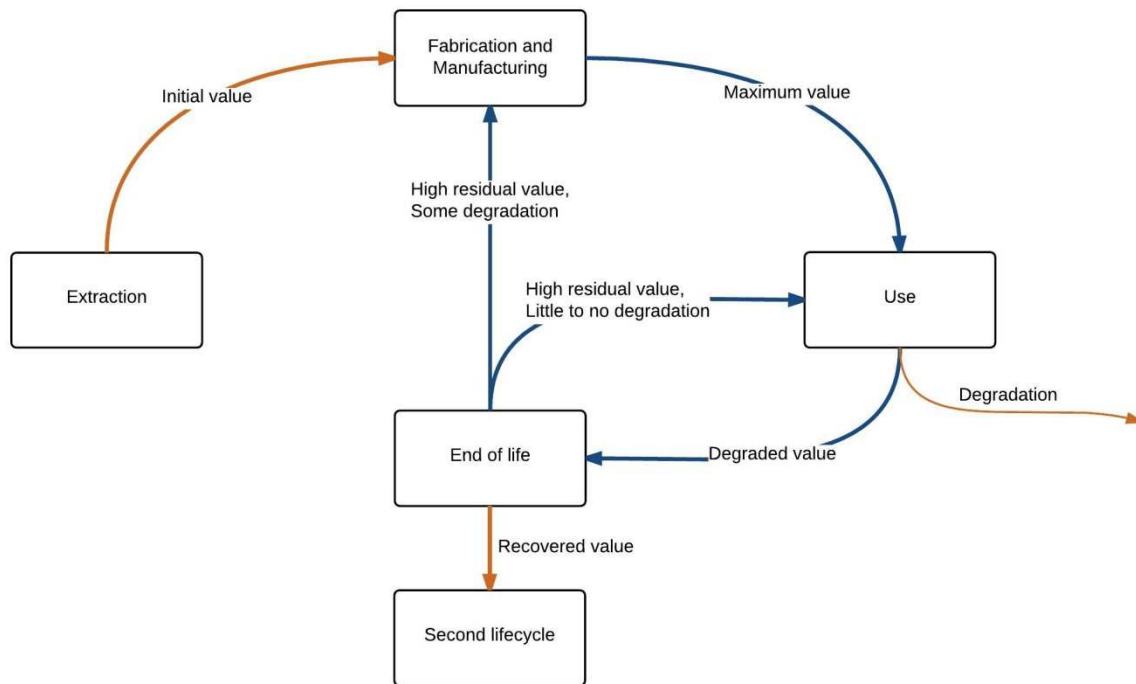 Fabrication and
Manufacturing
Initial value
Maximum value
High residual value,
Some degradation
Extraction
High residual value,
Little to no degradation
Use
Degradation
End of life
Degraded value
Recovered value
Second lifecycle